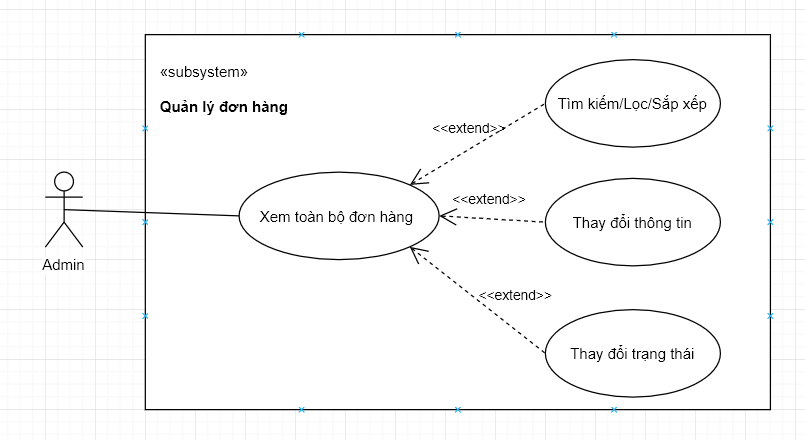 «subsystem»
Quản lý đơn hàng
Tìm kiếm/Lọc/Sắp xếp
<<extend>>
<<extend>>
Xem toàn bộ đơn hàng
Thay đổi thông tin
Admin
<<extend>>
Thay đổi trạng thái